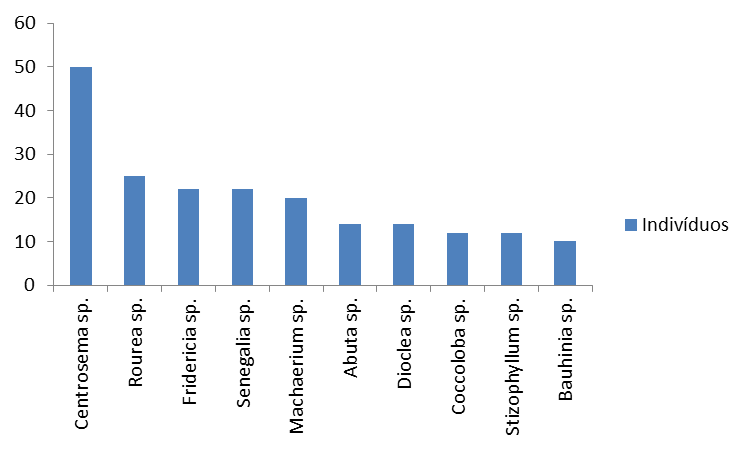 60
50
40
30
20
10
0
Centrosema sp.
Rourea sp.
Fridericia sp.
Senegalia sp.
Machaerium sp.
Abuta sp.
Dioclea sp.
Coccoloba sp.
Stizophyllum sp.
Bauhinia sp.
Indivíduos